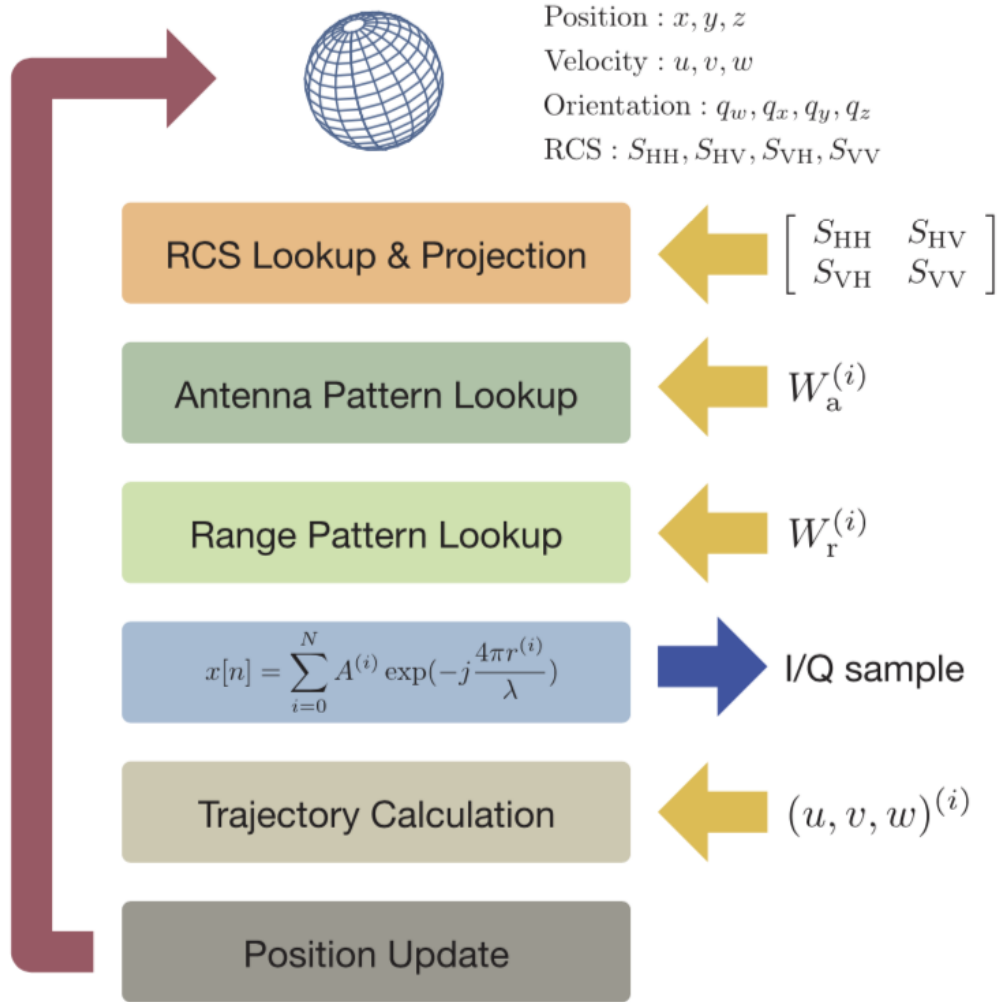 Position : x, y, z
Velocity : u, v, w
Orientation : q_w, q_x, q_y, q_z
RCS : S_HH, S_HV, S_VH, S_VV
RCS Lookup & Projection
[ S_HH S_HV
S_VH S_VV ]
Antenna Pattern Lookup
W_a^(i)
Range Pattern Lookup
W_r^(i)
x[n] = ∑_{i=0}^{N} A^(i) exp(-j 4πr^(i) / λ)
I/Q sample
Trajectory Calculation
(u, v, w)^(i)
Position Update